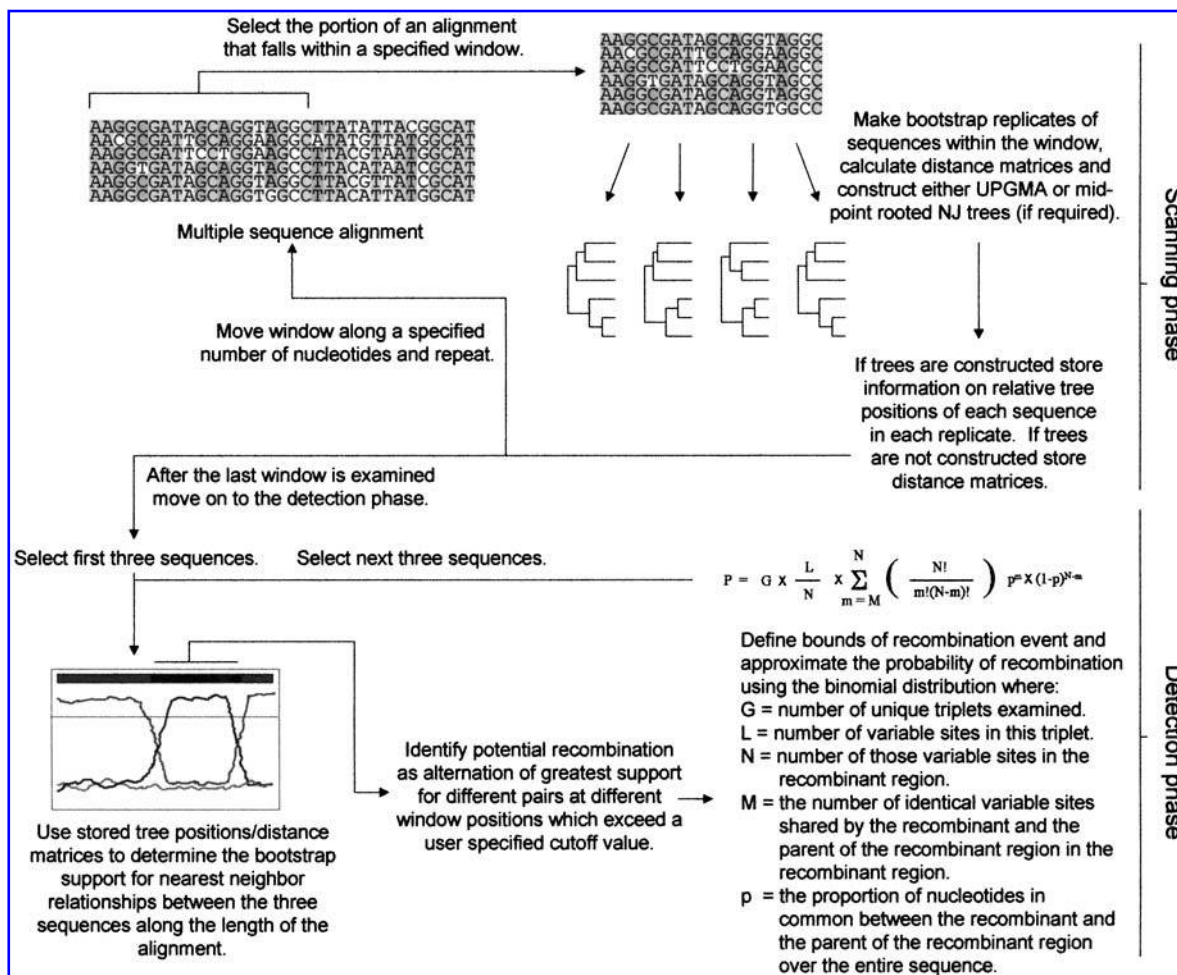 Select the portion of an alignment
that falls within a specified window.
AAGGCGATAGCAGGTAGGC
AACGCGATTGCAGGAAGGC
AAGGCGATTCCTGGAAGCC
AAGGTGATAGCAGGTAGCC
AAGGCGATAGCAGGTAGGC
AAGGCGATAGCAGGTGGCC
AAGGCGATAGCAGGTAGGCTTATATTACGGCAT
AACGCGATTGCAGGAAGGCATATGTTATGGCAT
AAGGCGATTCCTGGAAGCCTTACGTAATGGCAT
AAGGTGATAGCAGGTAGCCTTACATAATCGCAT
AAGGCGATAGCAGGTAGGCTTACGTTATCGCAT
AAGGCGATAGCAGGTGGCCTTACATTATGGCAT
Multiple sequence alignment
Make bootstrap replicates of
sequences within the window,
calculate distance matrices and
construct either UPGMA or mid-
point rooted NJ trees (if required).
Scanning phase
Move window along a specified
number of nucleotides and repeat.
If trees are constructed store
information on relative tree
positions of each sequence
in each replicate. If trees
are not constructed store
distance matrices.
After the last window is examined
move on to the detection phase.
Select first three sequences.
Select next three sequences.
P = G X L/N X N∑m = M ( N!/m!(N-m)! ) pᵐ X (1-p)ᴺ⁻ᵐ
Define bounds of recombination event and
approximate the probability of recombination
using the binomial distribution where:
G = number of unique triplets examined.
L = number of variable sites in this triplet.
N = number of those variable sites in the
recombinant region.
M = the number of identical variable sites
shared by the recombinant and the
parent of the recombinant region in the
recombinant region.
p = the proportion of nucleotides in
common between the recombinant and
the parent of the recombinant region
over the entire sequence.
Detection phase
Identify potential recombination
as alternation of greatest support
for different pairs at different
window positions which exceed a
user specified cutoff value.
Use stored tree positions/distance
matrices to determine the bootstrap
support for nearest neighbor
relationships between the three
sequences along the length of the
alignment.